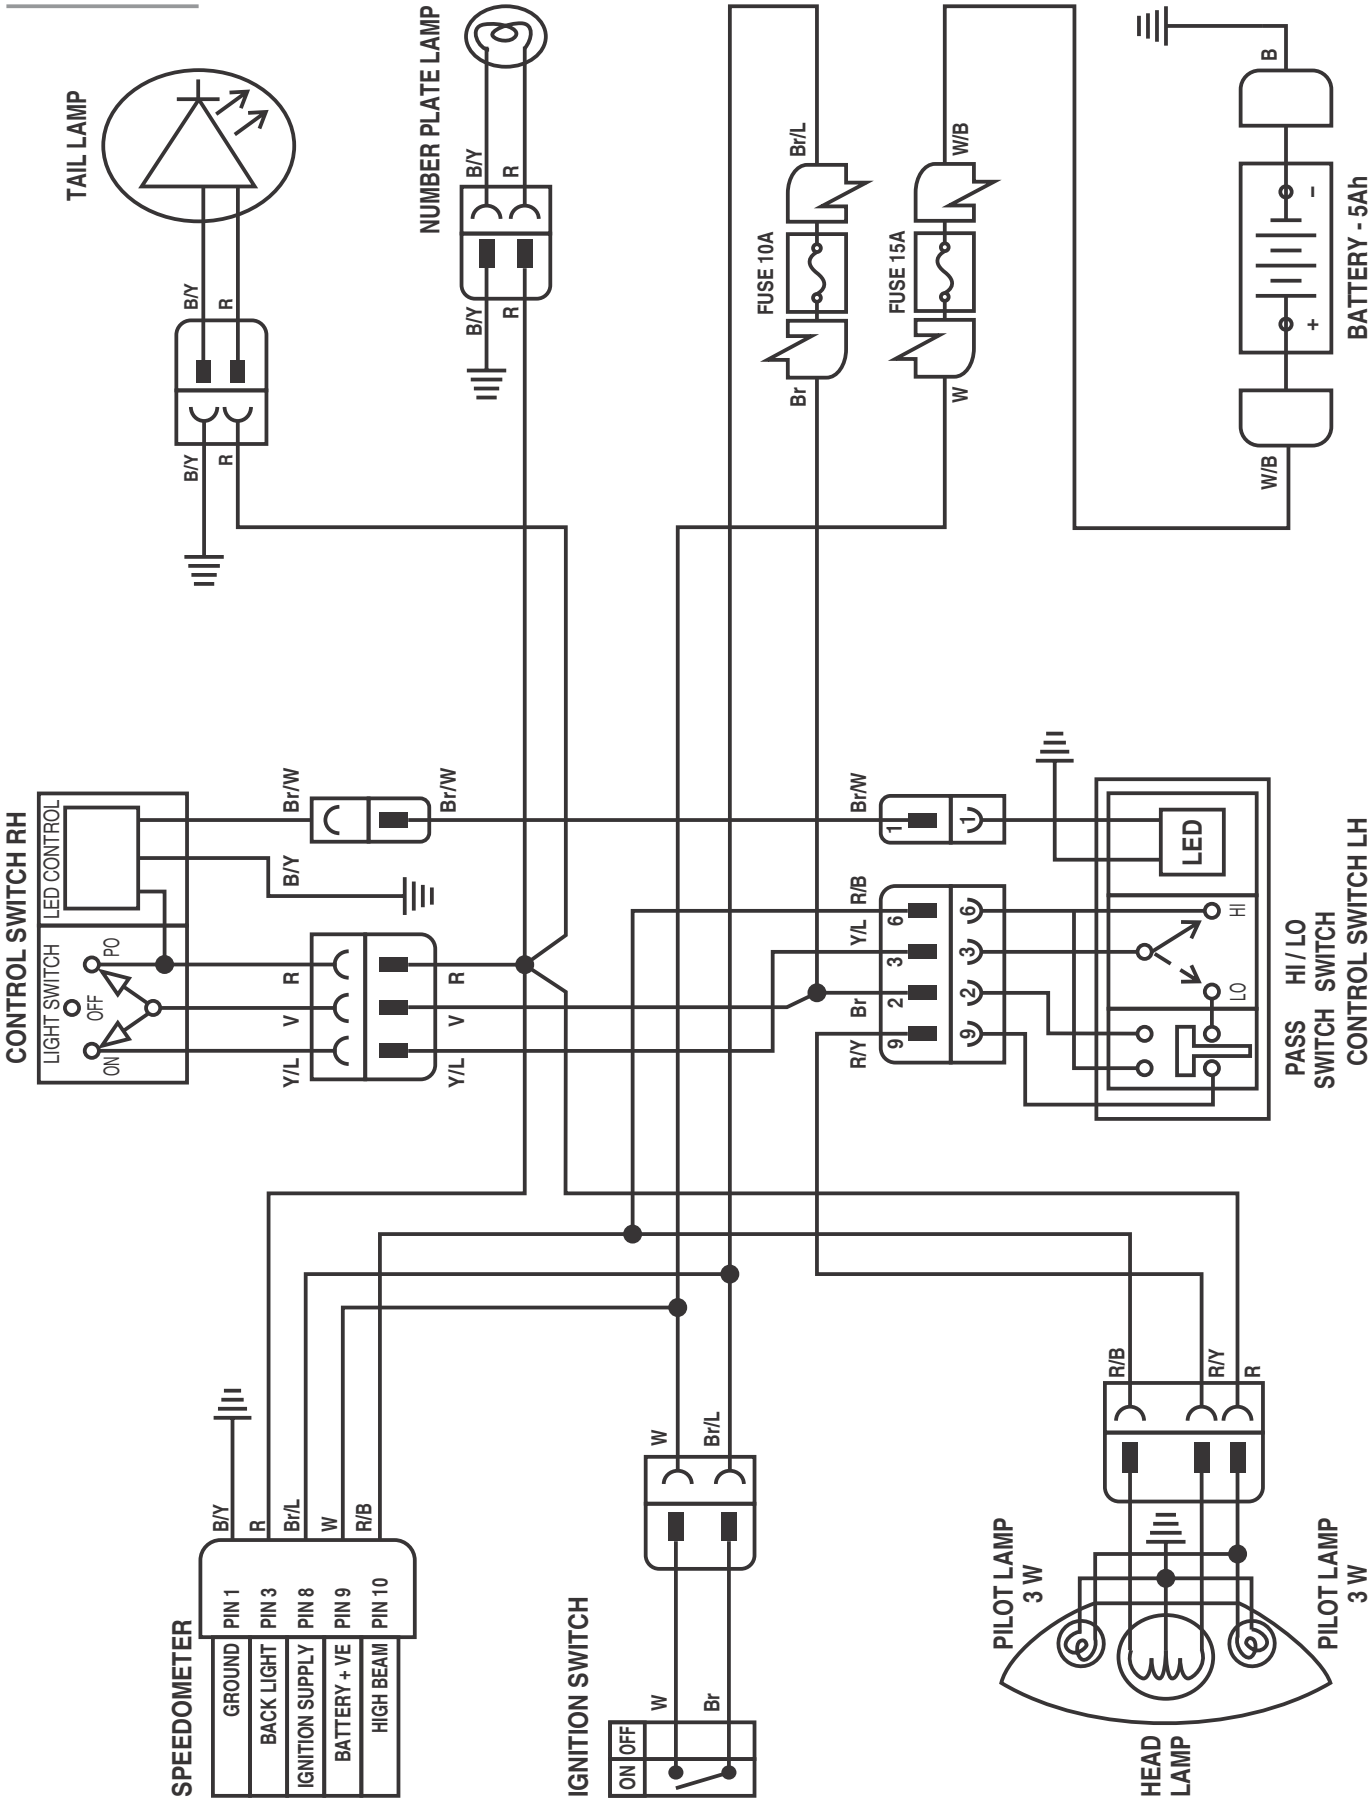 TAIL LAMP
B/Y
R
B/Y
R
NUMBER PLATE LAMP
B/Y
R
B/Y
R
Br/L
FUSE 10A
Br
W/B
FUSE 15A
W
B
+
−
BATTERY - 5Ah
W/B
CONTROL SWITCH RH
LED CONTROL
LIGHT SWITCH
PO
OFF
ON
Br/W
B/Y
R
V
Y/L
Br/W
R
V
Y/L
Br/W
R/B
Y/L
Br
R/Y
1
6
3
2
9
1
6
3
2
9
LED
HI
LO
PASS
SWITCH
HI / LO
SWITCH
CONTROL SWITCH LH
SPEEDOMETER
GROUND
PIN 1
B/Y
BACK LIGHT
PIN 3
R
IGNITION SUPPLY
PIN 8
Br/L
BATTERY + VE
PIN 9
W
HIGH BEAM
PIN 10
R/B
IGNITION SWITCH
ON
OFF
W
Br
W
Br/L
R/B
R/Y
R
PILOT LAMP
3 W
PILOT LAMP
3 W
HEAD
LAMP